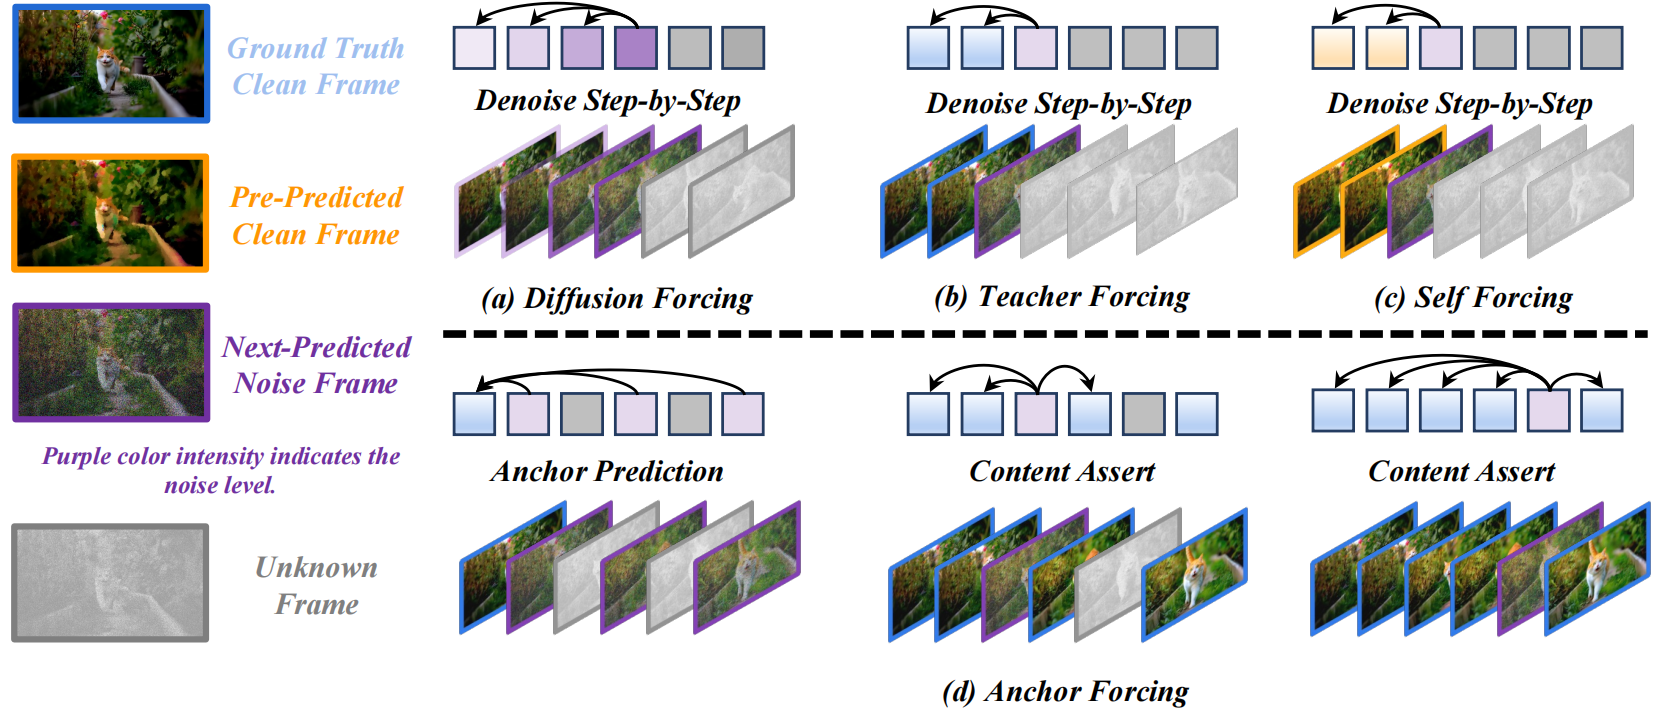 Ground Truth
Clean Frame
Pre-Predicted
Clean Frame
Next-Predicted
Noise Frame
Purple color intensity indicates the
noise level.
Unknown
Frame
Denoise Step-by-Step
(a) Diffusion Forcing
Denoise Step-by-Step
(b) Teacher Forcing
Denoise Step-by-Step
(c) Self Forcing
Anchor Prediction
Content Assert
Content Assert
(d) Anchor Forcing